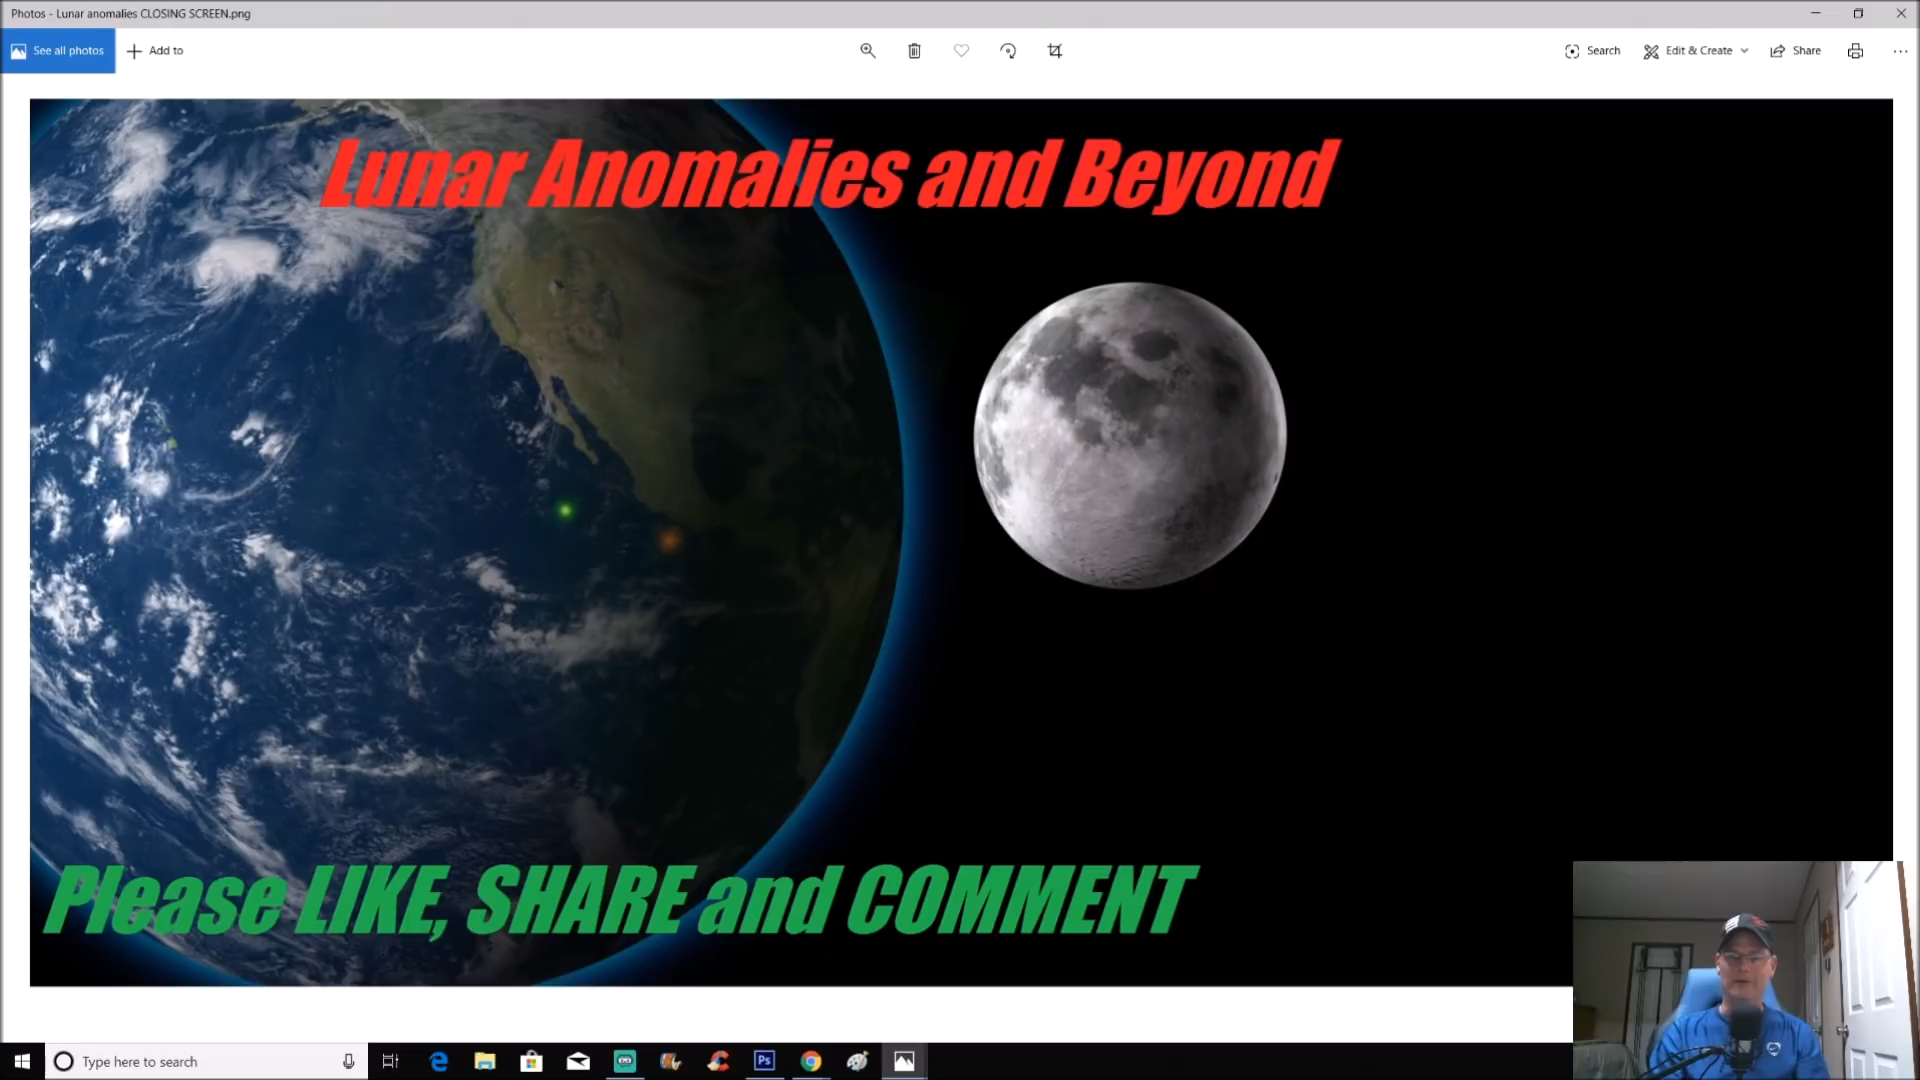 Photos - Lunar anomalies CLOSING SCREEN.png
See all photos
Add to
Search
Edit & Create
Share
Lunar Anomalies and Beyond
Please LIKE, SHARE and COMMENT
Type here to search
Ps